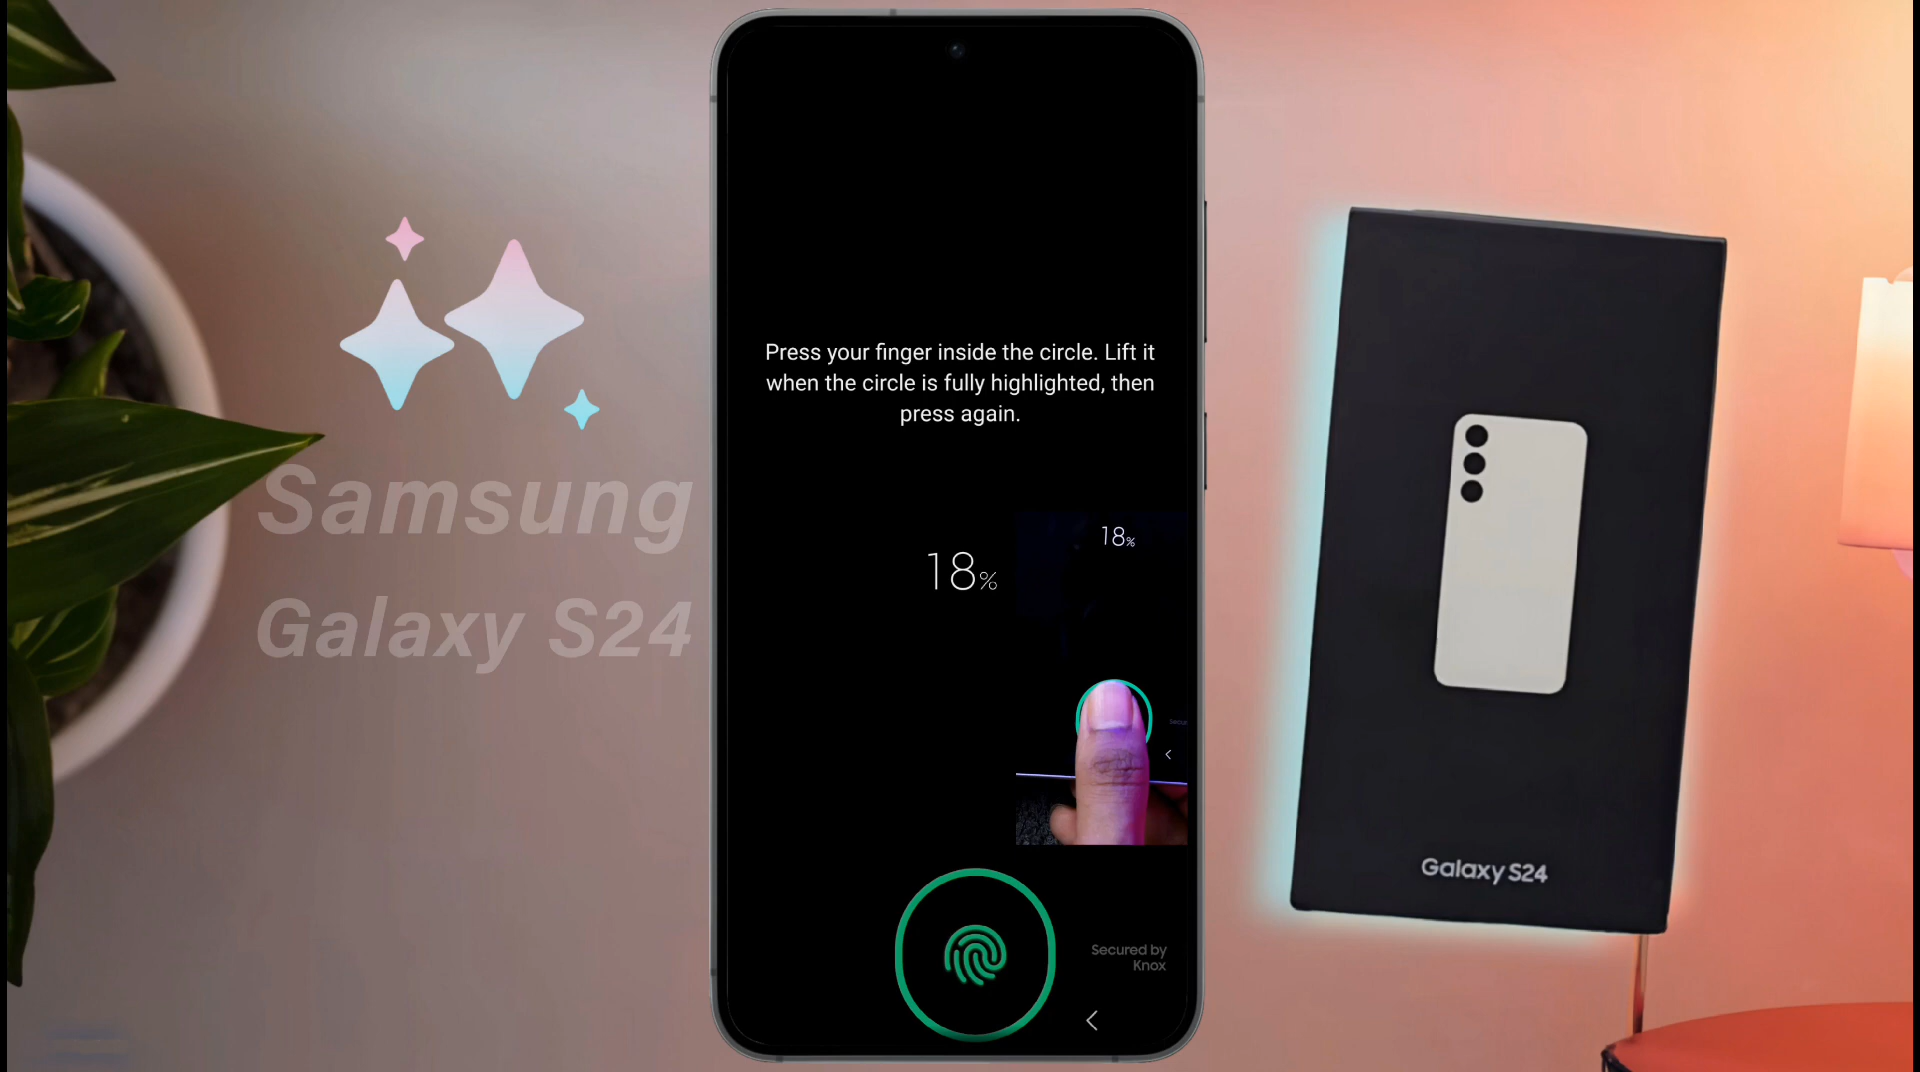 Samsung
Galaxy S24
Press your finger inside the circle. Lift it
when the circle is fully highlighted, then
press again.
18%
18%
Secured by
Knox
Galaxy S24